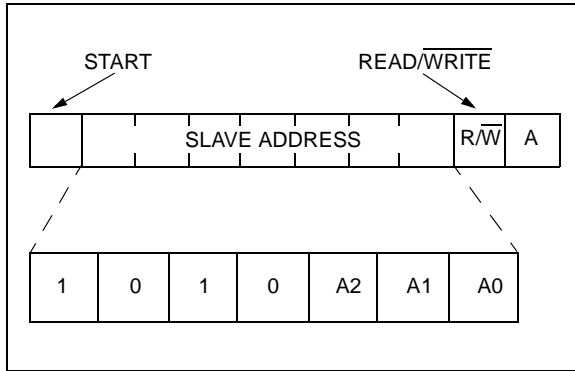 START READ/WRITE
SLAVE ADDRESS R/W A
1 0 1 0 A2 A1 A0